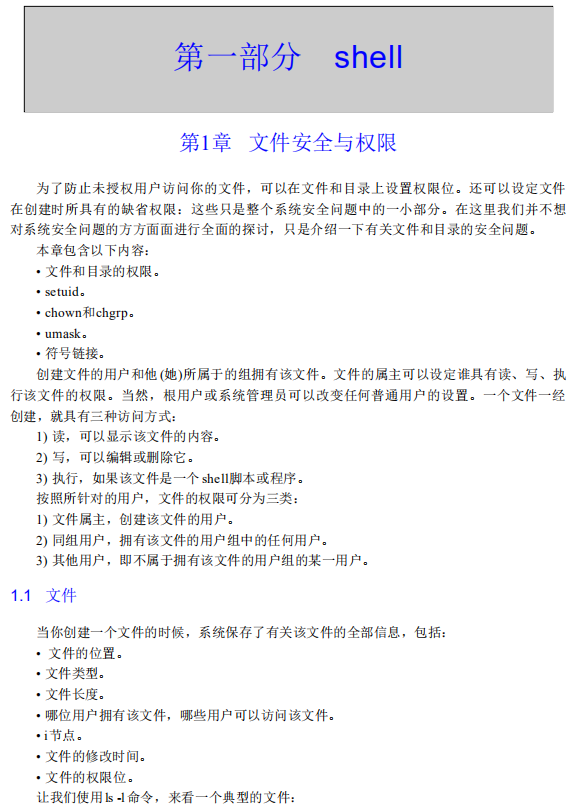 第一部分 shell
第1章 文件安全与权限
为了防止未授权用户访问你的文件，可以在文件和目录上设置权限位。还可以设定文件
在创建时所具有的缺省权限：这些只是整个系统安全问题中的一小部分。在这里我们并不想
对系统安全问题的方方面面进行全面的探讨，只是介绍一下有关文件和目录的安全问题。
本章包含以下内容：
• 文件和目录的权限。
• setuid。
• chown和chgrp。
• umask。
• 符号链接。
创建文件的用户和他(她)所属于的组拥有该文件。文件的属主可以设定谁具有读、写、执
行该文件的权限。当然，根用户或系统管理员可以改变任何普通用户的设置。一个文件一经
创建，就具有三种访问方式：
1) 读，可以显示该文件的内容。
2) 写，可以编辑或删除它。
3) 执行，如果该文件是一个shell脚本或程序。
按照所针对的用户，文件的权限可分为三类：
1) 文件属主，创建该文件的用户。
2) 同组用户，拥有该文件的用户组中的任何用户。
3) 其他用户，即不属于拥有该文件的用户组的某一用户。
1.1 文件
当你创建一个文件的时候，系统保存了有关该文件的全部信息，包括：
• 文件的位置。
• 文件类型。
• 文件长度。
• 哪位用户拥有该文件，哪些用户可以访问该文件。
• i节点。
• 文件的修改时间。
• 文件的权限位。
让我们使用ls -l命令，来看一个典型的文件：